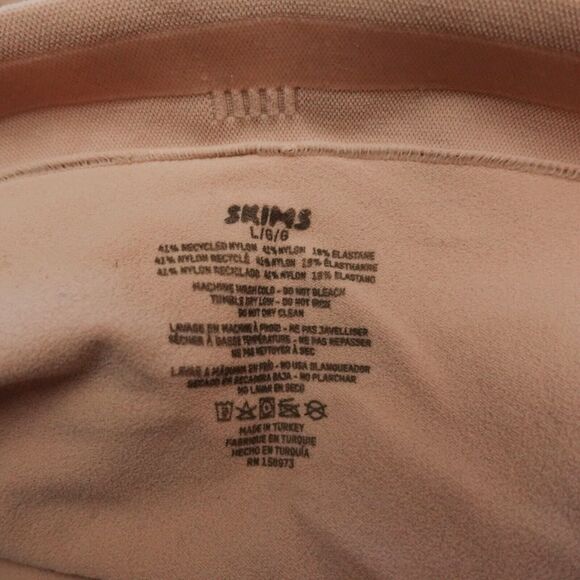 SKIMS
L/G/G
41% RECYCLED NYLON 41% NYLON 18% ELASTANE
41% NYLON RECYCLÉ 41% NYLON 18% ÉLASTHANNE
41% NYLON RECICLADO 41% NYLON 18% ELASTANO
MACHINE WASH COLD - DO NOT BLEACH
TUMBLE DRY LOW - DO NOT IRON
DO NOT DRY CLEAN
LAVAGE EN MACHINE À FROID - NE PAS JAVELLISER
SÉCHER À BASSE TEMPÉRATURE - NE PAS REPASSER
NE PAS NETTOYER À SEC
LAVAR A MÁQUINA EN FRÍO - NO USA BLANQUEADOR
SECADO EN SECADORA BAJA - NO PLANCHAR
NO LAVAR EN SECO
MADE IN TURKEY
FABRIQUÉ EN TURQUIE
HECHO EN TURQUÍA
RN 158973